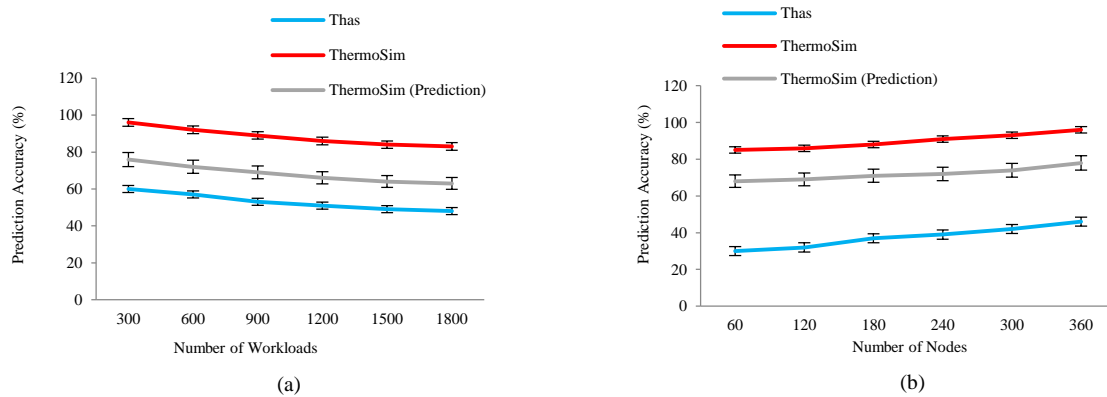 Thas
ThermoSim
ThermoSim (Prediction)
Prediction Accuracy (%)
120
100
80
60
40
20
0
300 600 900 1200 1500 1800
Number of Workloads
(a)
Thas
ThermoSim
ThermoSim (Prediction)
Prediction Accuracy (%)
120
100
80
60
40
20
0
60 120 180 240 300 360
Number of Nodes
(b)